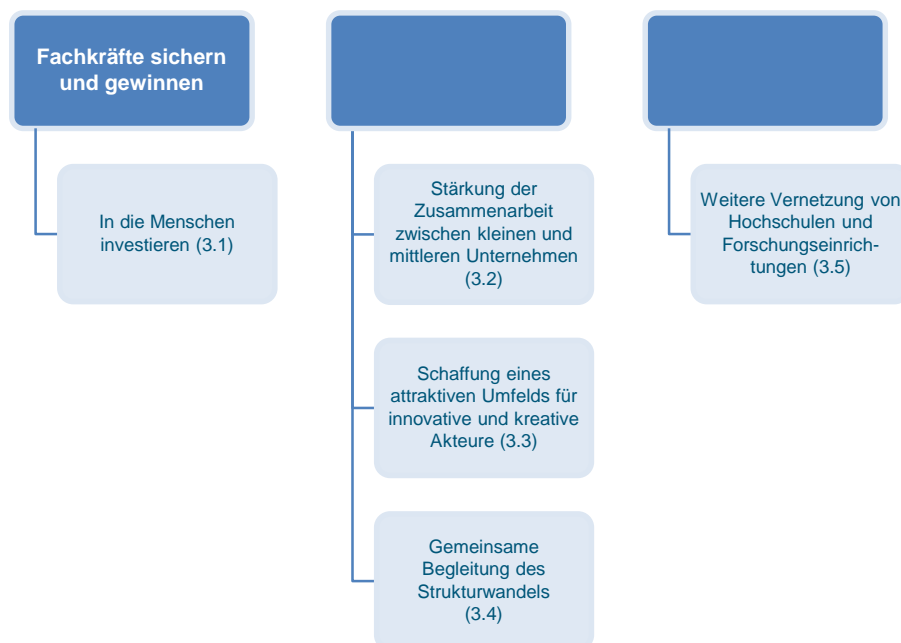 Fachkräfte sichern
und gewinnen
In die Menschen
investieren (3.1)
Stärkung der
Zusammenarbeit
zwischen kleinen und
mittleren Unternehmen
(3.2)
Schaffung eines
attraktiven Umfelds für
innovative und kreative
Akteure (3.3)
Gemeinsame
Begleitung des
Strukturwandels
(3.4)
Weitere Vernetzung von
Hochschulen und
Forschungseinrich-
tungen (3.5)